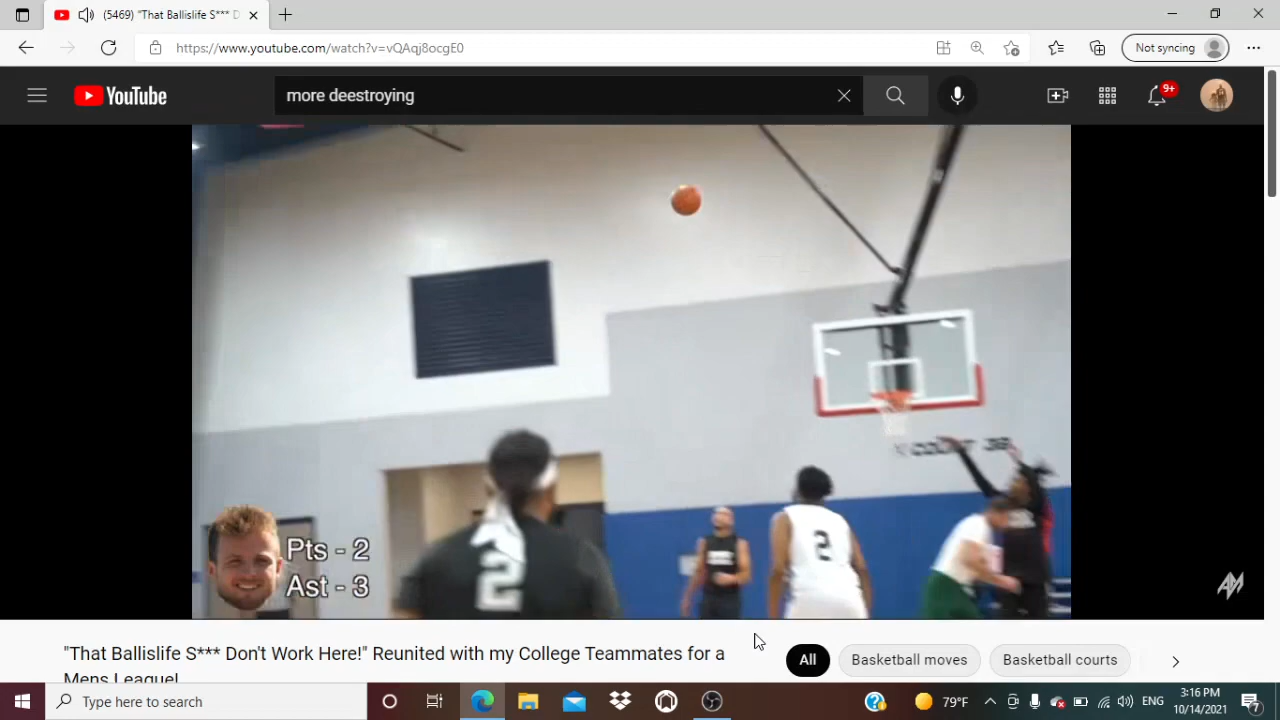 (5469) "That Ballislife S*** D
https://www.youtube.com/watch?v=vQAqj8ocgE0
Not syncing
YouTube
more deestroying
9+
2
2
Pts - 2
Ast - 3
"That Ballislife S*** Don't Work Here!" Reunited with my College Teammates for a
Mens League!
All
Basketball moves
Basketball courts
Type here to search
79°F
ENG
3:16 PM
10/14/2021
7